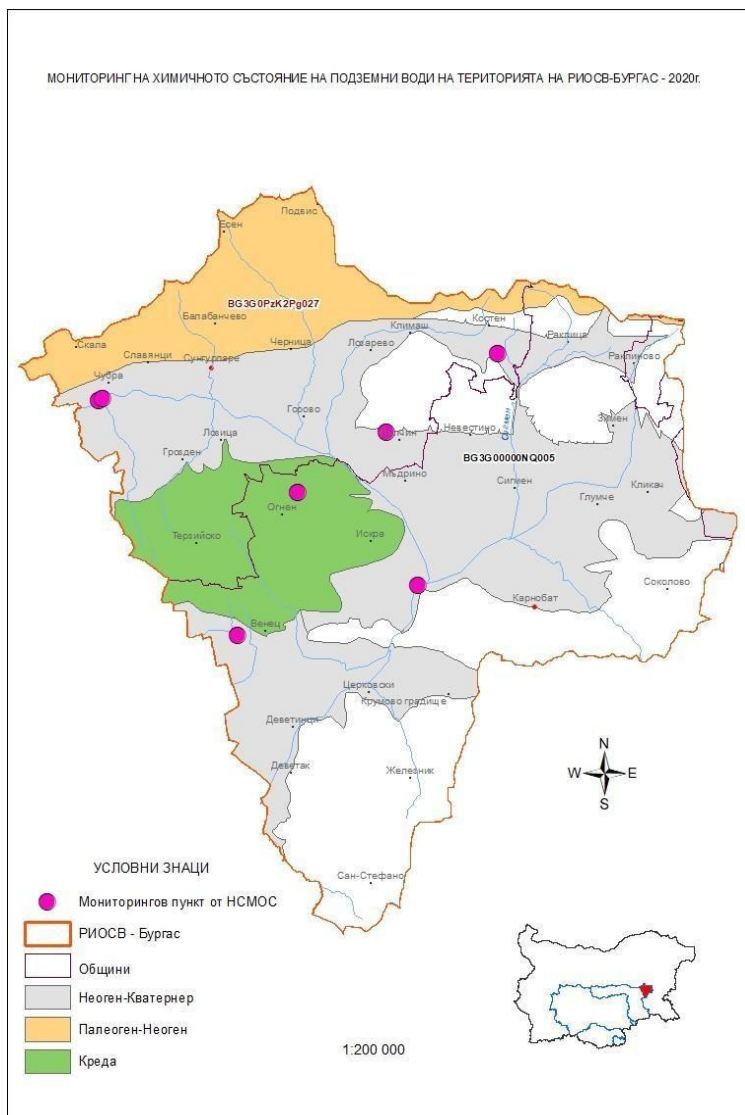 МОНИТОРИНГ НА ХИМИЧНОТО СЪСТОЯНИЕ НА ПОДЗЕМНИ ВОДИ НА ТЕРИТОРИЯТА НА РИОСВ-БУРГАС - 2020г.
Подвис
Есен
BG3G0PzK2Pg027
Балабанчево
Костен
Климаш
Раклица
Скала
Славянци
Черница
Лозарево
Сунгурларе
Раклиново
Чубра
Горово
Зимен
Лозица
Невестино
Сигмен
Грозден
BG3G00000NQ005
Мъдрино
Сигмен
Кликач
Глумче
Огнен
Терзийско
Искра
Соколово
Карнобат
Венец
Церковски
Крумово градище
Деветинци
Деветак
Железник
N
W E
S
Сан-Стефано
УСЛОВНИ ЗНАЦИ
Мониторингов пункт от НСМОС
РИОСВ - Бургас
Общини
Неоген-Кватернер
Палеоген-Неоген
Креда
1:200 000